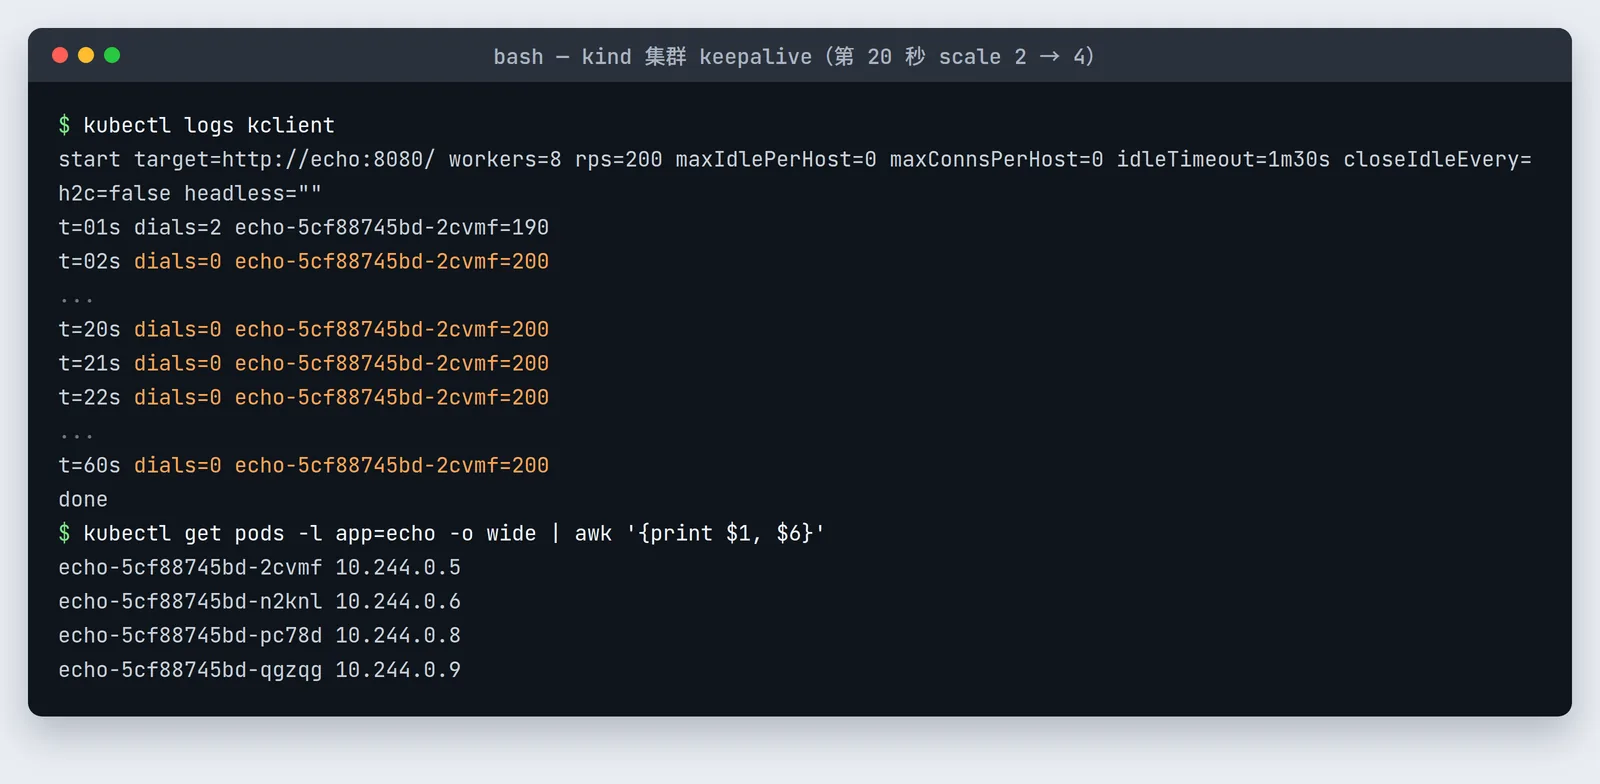 bash — kind 集群 keepalive（第 20 秒 scale 2 → 4）
$ kubectl logs kclient
start target=http://echo:8080/ workers=8 rps=200 maxIdlePerHost=0 maxConnsPerHost=0 idleTimeout=1m30s closeIdleEvery=
h2c=false headless=""
t=01s dials=2 echo-5cf88745bd-2cvmf=190
t=02s dials=0 echo-5cf88745bd-2cvmf=200
...
t=20s dials=0 echo-5cf88745bd-2cvmf=200
t=21s dials=0 echo-5cf88745bd-2cvmf=200
t=22s dials=0 echo-5cf88745bd-2cvmf=200
...
t=60s dials=0 echo-5cf88745bd-2cvmf=200
done
$ kubectl get pods -l app=echo -o wide | awk '{print $1, $6}'
echo-5cf88745bd-2cvmf 10.244.0.5
echo-5cf88745bd-n2knl 10.244.0.6
echo-5cf88745bd-pc78d 10.244.0.8
echo-5cf88745bd-qgzqg 10.244.0.9